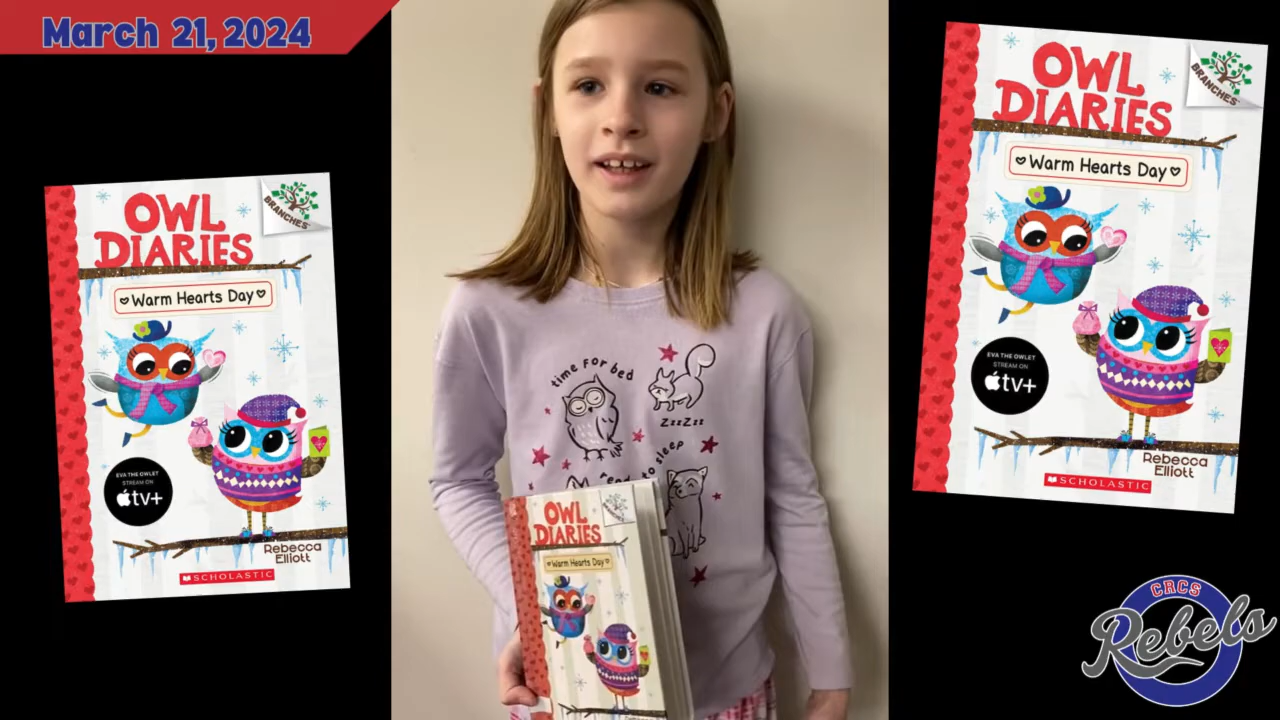 March 21, 2024
OWL
DIARIES
BRANCHES
Warm Hearts Day
EVA THE OWLET
STREAM ON
tv+
Rebecca
Elliott
SCHOLASTIC
time for bed
ZzzZzz
to sleep
OWL
DIARIES
Warm Hearts Day
OWL
DIARIES
BRANCHES
Warm Hearts Day
EVA THE OWLET
STREAM ON
tv+
Rebecca
Elliott
SCHOLASTIC
CRCS
Rebels